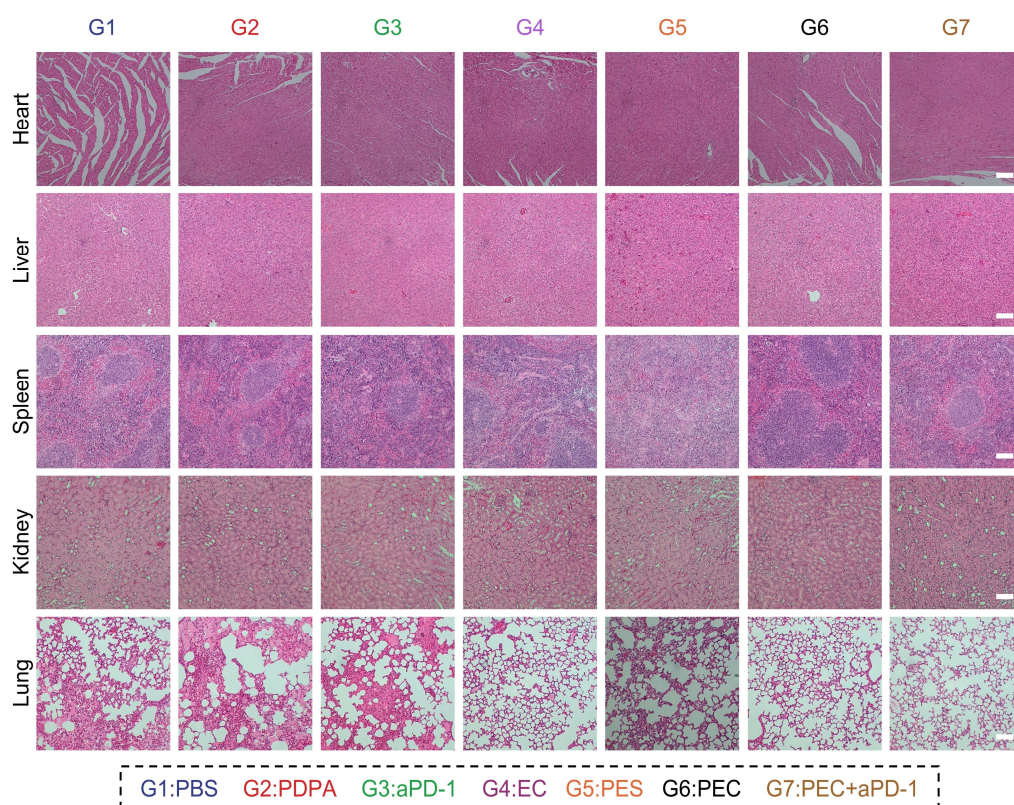 G1 G2 G3 G4 G5 G6 G7
Heart
Liver
Spleen
Kidney
Lung
G1:PBS G2:PDPA G3:aPD-1 G4:EC G5:PES G6:PEC G7:PEC+aPD-1